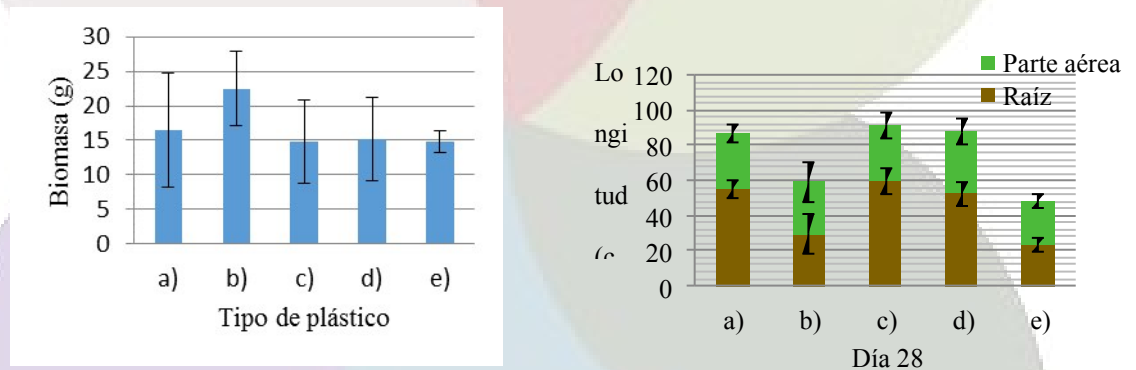 30
25
20
15
10
5
0
Biomasa (g)
a) b) c) d) e)
Tipo de plástico
Parte aérea
Raíz
Lo
ngi
tud
(c
120
100
80
60
40
20
0
a) b) c) d) e)
Día 28